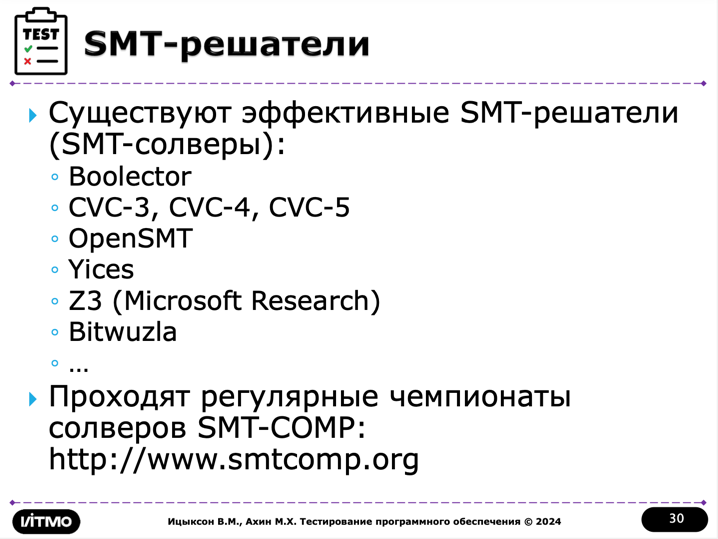 TEST
SMT-решатели
Существуют эффективные SMT-решатели
(SMT-солверы):
Boolector
CVC-3, CVC-4, CVC-5
OpenSMT
Yices
Z3 (Microsoft Research)
Bitwuzla
…
Проходят регулярные чемпионаты
солверов SMT-COMP:
http://www.smtcomp.org
ИТМО
Ицыксон В.М., Ахин М.Х. Тестирование программного обеспечения © 2024
30